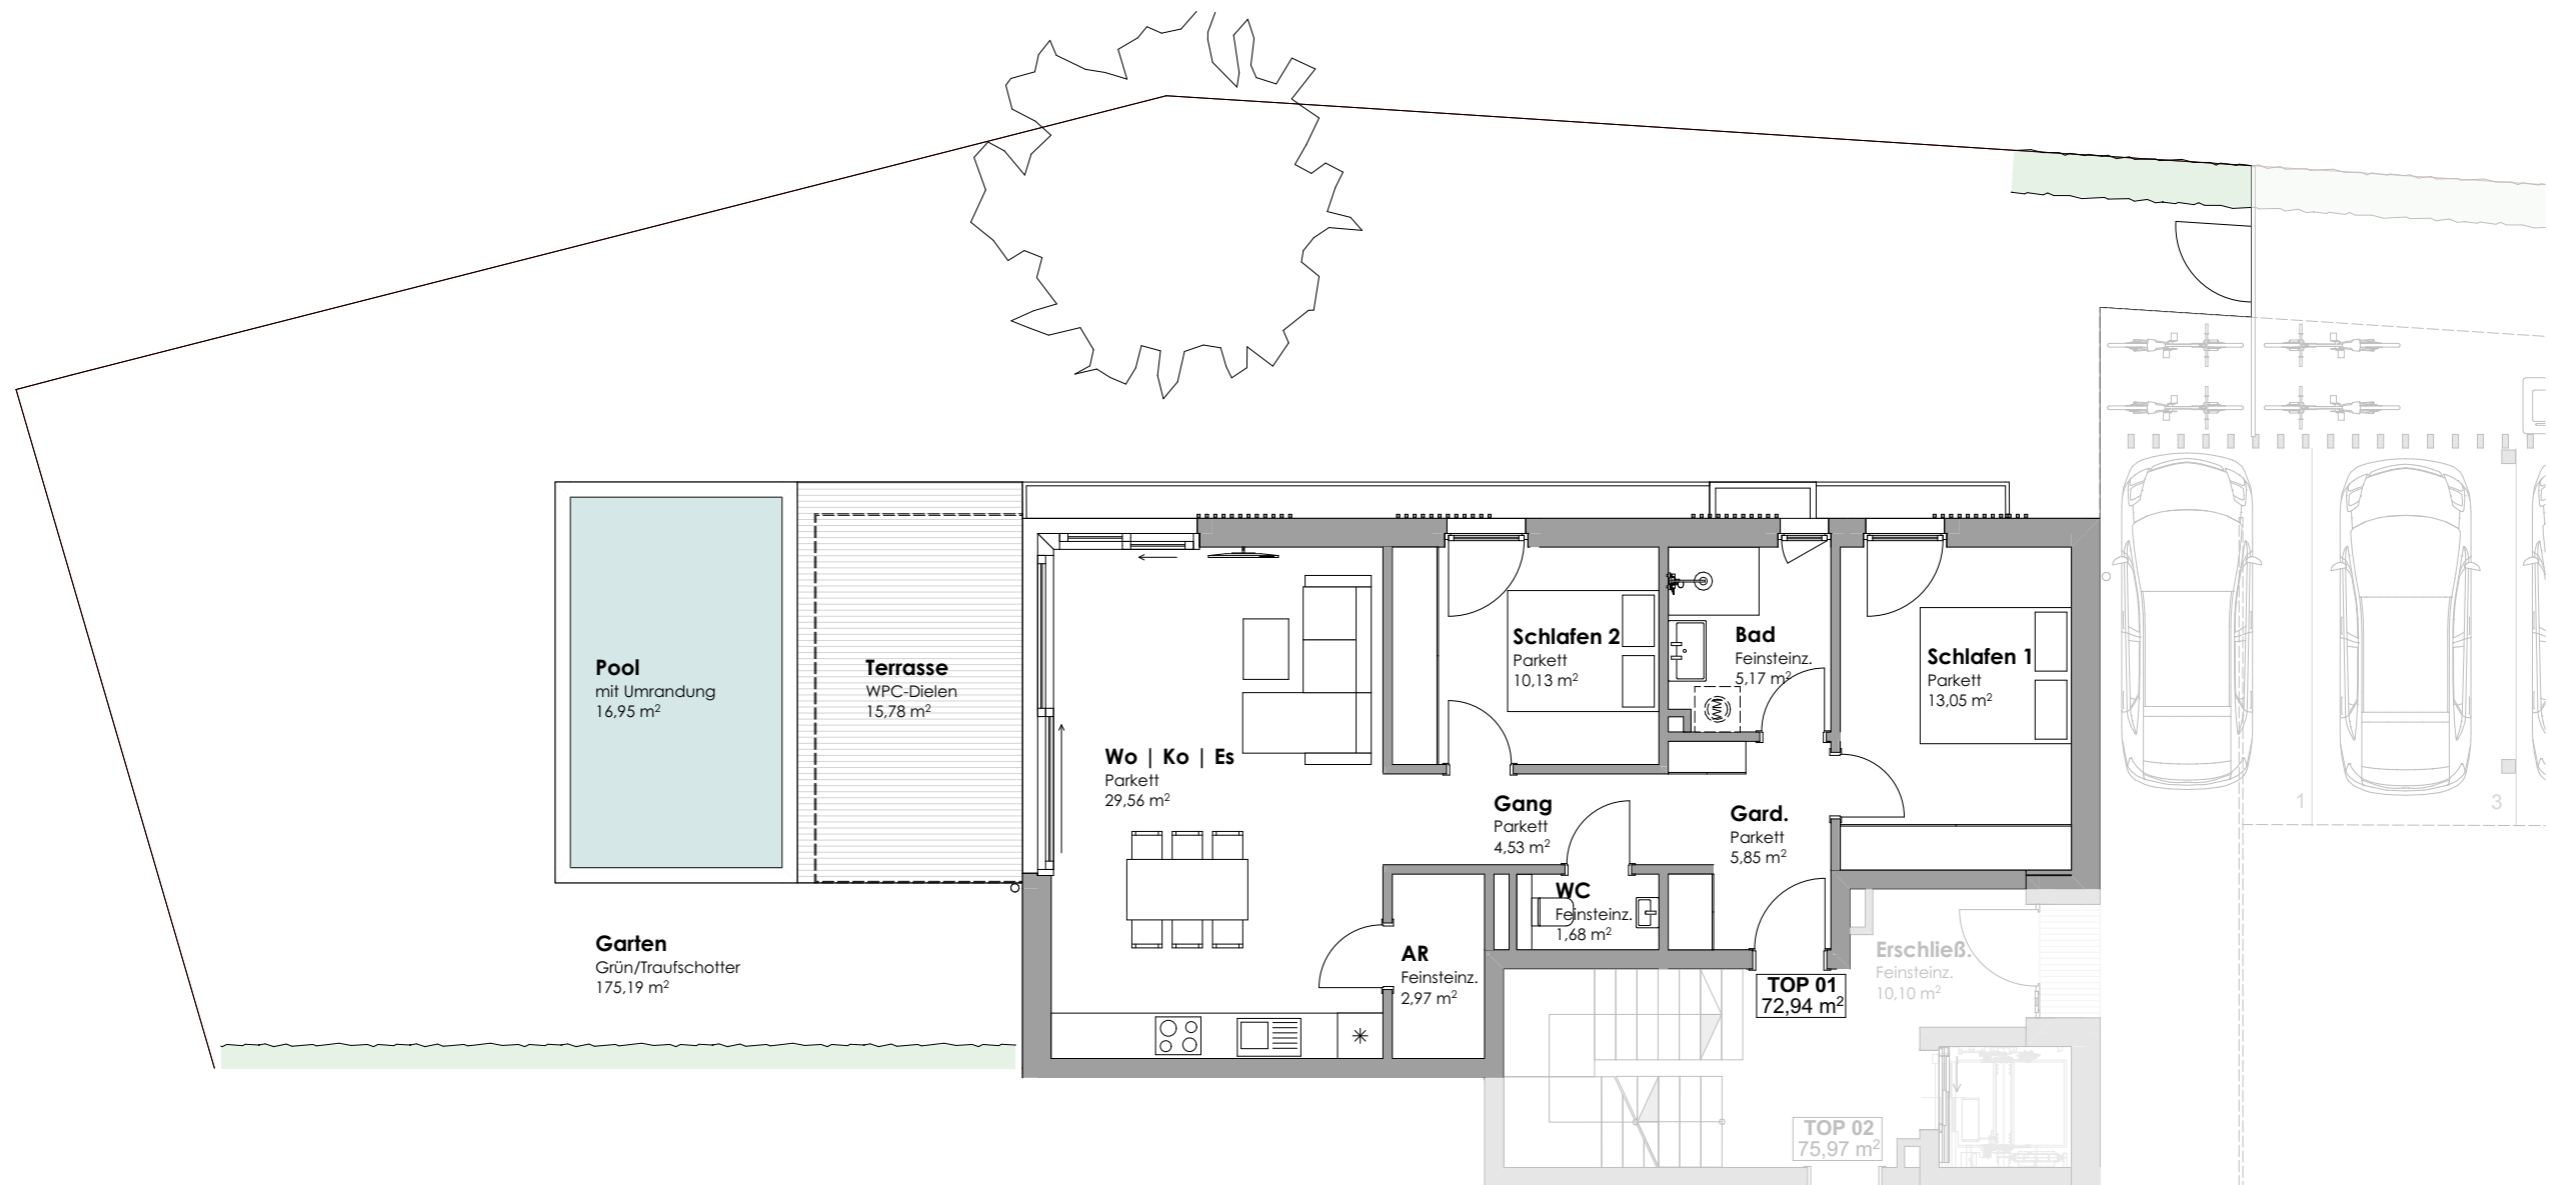 Schlafen 2
Parkett
10,13 m²
Bad
Feinsteinz.
5,17 m²
Schlafen 1
Parkett
13,05 m²
Pool
mit Umrandung
16,95 m²
Terrasse
WPC-Dielen
15,78 m²
Wo | Ko | Es
Parkett
29,56 m²
Gang
Parkett
4,53 m²
Gard.
Parkett
5,85 m²
1
3
WC
Feinsteinz.
1,68 m²
Garten
Grün/Traufschotter
175,19 m²
AR
Feinsteinz.
2,97 m²
Erschließ.
Feinsteinz.
10,10 m²
TOP 01
72,94 m²
TOP 02
75,97 m²